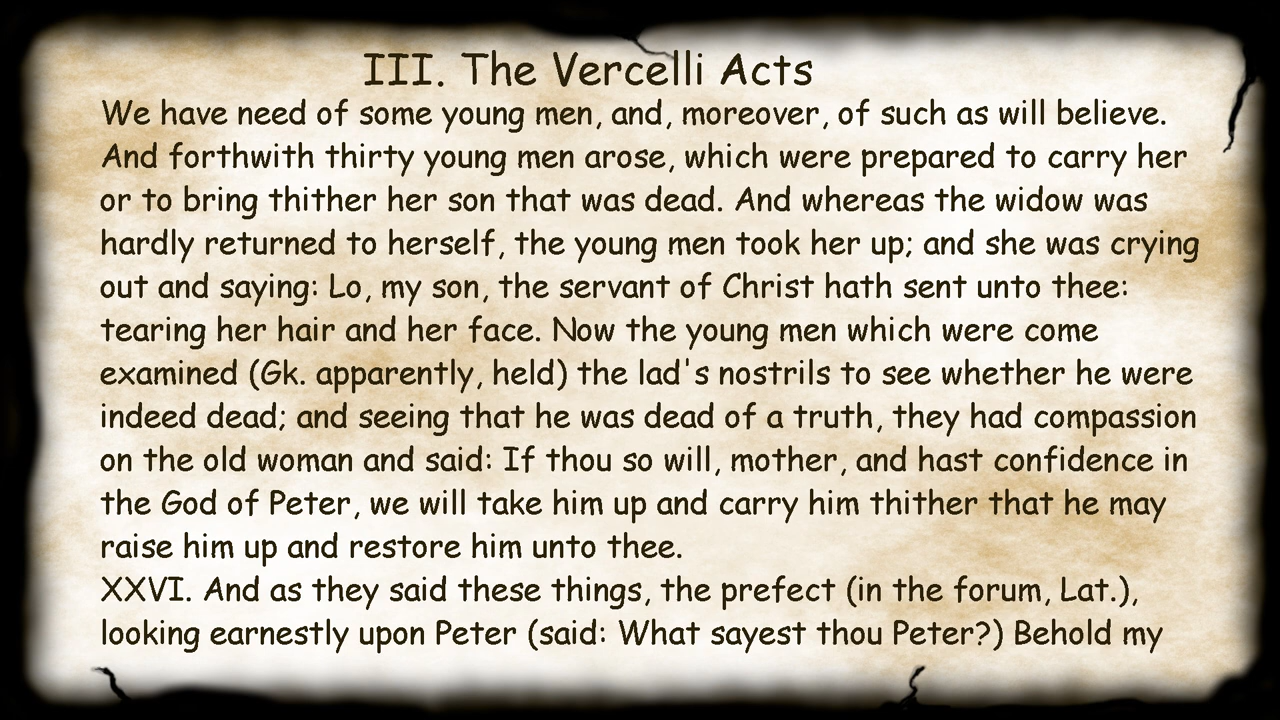 III. The Vercelli Acts
We have need of some young men, and, moreover, of such as will believe.
And forthwith thirty young men arose, which were prepared to carry her
or to bring thither her son that was dead. And whereas the widow was
hardly returned to herself, the young men took her up; and she was crying
out and saying: Lo, my son, the servant of Christ hath sent unto thee:
tearing her hair and her face. Now the young men which were come
examined (Gk. apparently, held) the lad's nostrils to see whether he were
indeed dead; and seeing that he was dead of a truth, they had compassion
on the old woman and said: If thou so will, mother, and hast confidence in
the God of Peter, we will take him up and carry him thither that he may
raise him up and restore him unto thee.
XXVI. And as they said these things, the prefect (in the forum, Lat.),
looking earnestly upon Peter (said: What sayest thou Peter?) Behold my